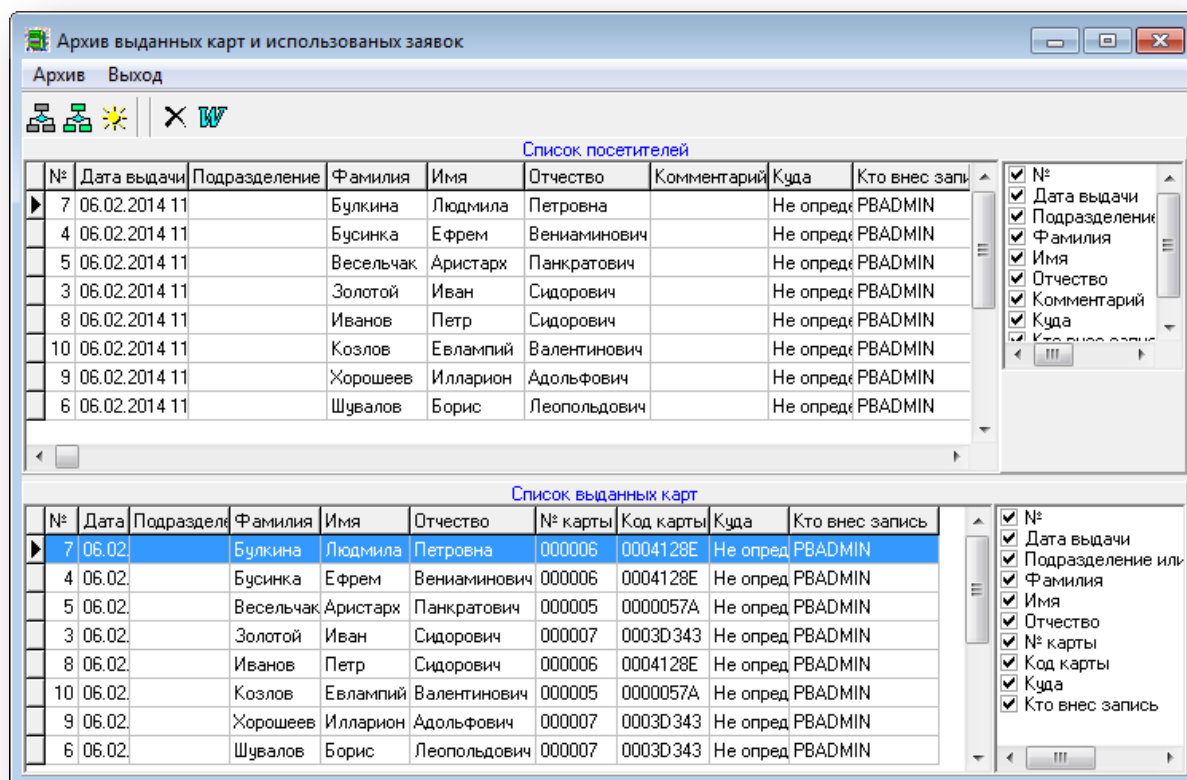 Архив выданных карт и использованых заявок
Архив Выход
W
Список посетителей
№ Дата выдачи Подразделение Фамилия Имя Отчество Комментарий Куда Кто внес запи
7 06.02.2014 11 Булкина Людмила Петровна Не опреде PBADMIN
4 06.02.2014 11 Бусинка Ефрем Вениаминович Не опреде PBADMIN
5 06.02.2014 11 Весельчак Аристарх Панкратович Не опреде PBADMIN
3 06.02.2014 11 Золотой Иван Сидорович Не опреде PBADMIN
8 06.02.2014 11 Иванов Петр Сидорович Не опреде PBADMIN
10 06.02.2014 11 Козлов Евлампий Валентинович Не опреде PBADMIN
9 06.02.2014 11 Хорошеев Илларион Адольфович Не опреде PBADMIN
6 06.02.2014 11 Шувалов Борис Леопольдович Не опреде PBADMIN
№
Дата выдачи
Подразделение
Фамилия
Имя
Отчество
Комментарий
Куда
Кто внес запис
Список выданных карт
№ Дата Подразделе Фамилия Имя Отчество № карты Код карты Куда Кто внес запись
7 06.02. Булкина Людмила Петровна 000006 0004128E Не опред PBADMIN
4 06.02. Бусинка Ефрем Вениаминович 000006 0004128E Не опред PBADMIN
5 06.02. Весельчак Аристарх Панкратович 000005 0000057A Не опред PBADMIN
3 06.02. Золотой Иван Сидорович 000007 0003D343 Не опред PBADMIN
8 06.02. Иванов Петр Сидорович 000006 0004128E Не опред PBADMIN
10 06.02. Козлов Евлампий Валентинович 000005 0000057A Не опред PBADMIN
9 06.02. Хорошеев Илларион Адольфович 000007 0003D343 Не опред PBADMIN
6 06.02. Шувалов Борис Леопольдович 000007 0003D343 Не опред PBADMIN
№
Дата выдачи
Подразделение или
Фамилия
Имя
Отчество
№ карты
Код карты
Куда
Кто внес запись